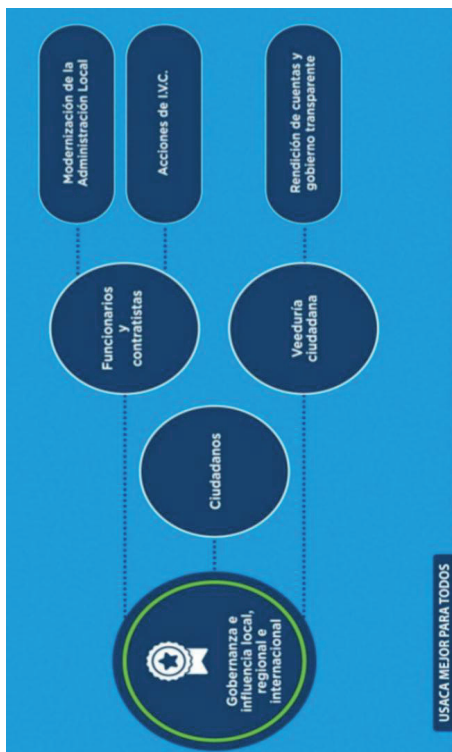 Gobernanza e
influencia local,
regional e
internacional
Ciudadanos
Funcionarios
y
contratistas
Veeduría
ciudadana
Modernización de la
Administración Local
Acciones de I.V.C.
Rendición de cuentas y
gobierno transparente
USACA MEJOR PARA TODOS